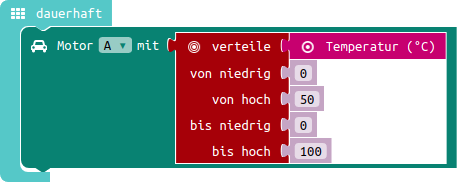 dauerhaft
Motor A mit verteile Temperatur (°C)
von niedrig 0
von hoch 50
bis niedrig 0
bis hoch 100